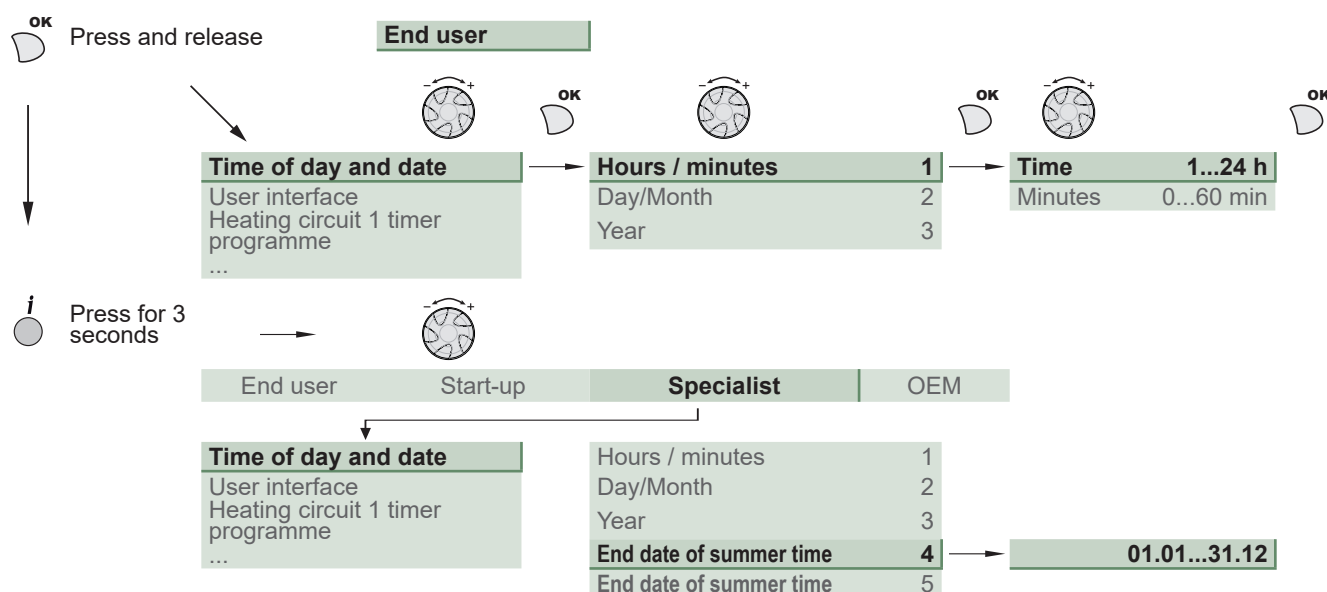 OK
Press and release
End user
- +
- +
- +
OK
OK
OK
Time of day and date
User interface
Heating circuit 1 timer
programme
...
Hours / minutes 1
Day/Month 2
Year 3
Time 1...24 h
Minutes 0...60 min
i
Press for 3
seconds
- +
End user Start-up Specialist OEM
Time of day and date
User interface
Heating circuit 1 timer
programme
...
Hours / minutes 1
Day/Month 2
Year 3
End date of summer time 4
End date of summer time 5
01.01...31.12